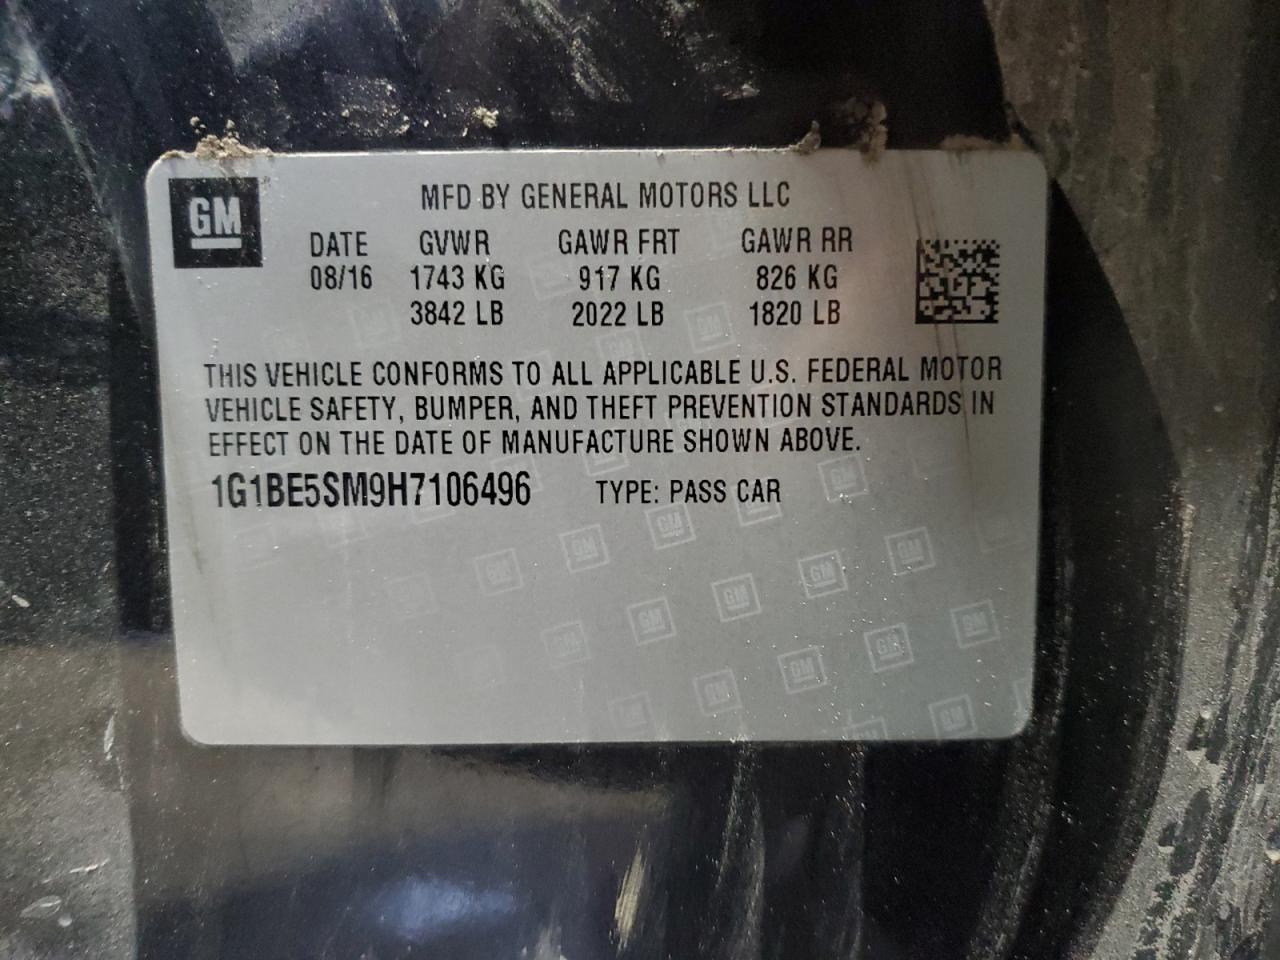 GM
MFD BY GENERAL MOTORS LLC
DATE GVWR GAWR FRT GAWR RR
08/16 1743 KG 917 KG 826 KG
3842 LB 2022 LB 1820 LB
THIS VEHICLE CONFORMS TO ALL APPLICABLE U.S. FEDERAL MOTOR
VEHICLE SAFETY, BUMPER, AND THEFT PREVENTION STANDARDS IN
EFFECT ON THE DATE OF MANUFACTURE SHOWN ABOVE.
1G1BE5SM9H7106496 TYPE: PASS CAR